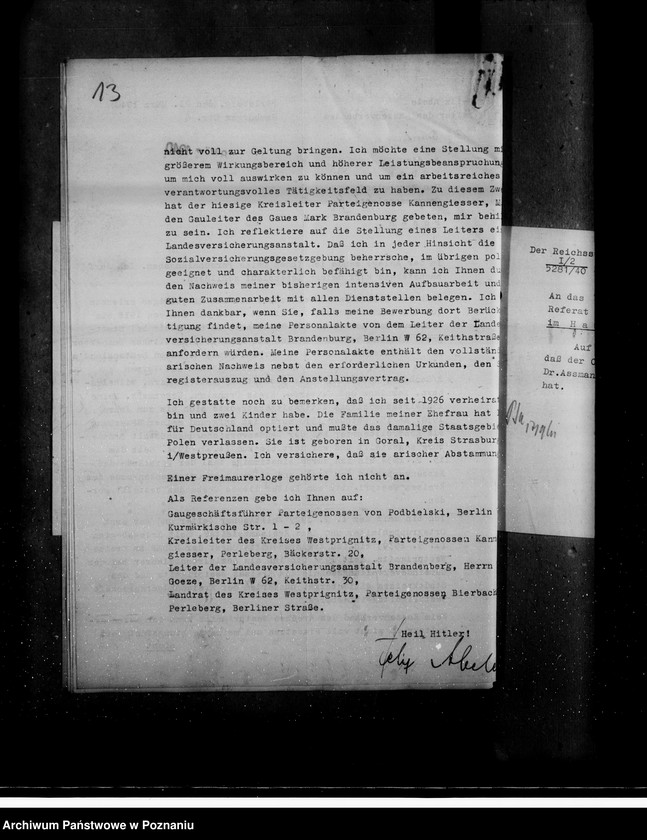 13
nicht voll zur Geltung bringen. Ich möchte eine Stellung mi
größerem Wirkungsbereich und höherer Leistungsbeanspruchung
um mich voll auswirken zu können und um ein arbeitsreiches
verantwortungsvolles Tätigkeitsfeld zu haben. Zu diesem Zwe
hat der hiesige Kreisleiter Parteigenosse Kannengiesser, M
den Gauleiter des Gaues Mark Brandenburg gebeten, mir behi
zu sein. Ich reflektiere auf die Stellung eines Leiters ei
Landesversicherungsanstalt. Daß ich in jeder Hinsicht die
Sozialversicherungsgesetzgebung beherrsche, im übrigen pol
geeignet und charakterlich befähigt bin, kann ich Ihnen du
den Nachweis meiner bisherigen intensiven Aufbauarbeit und
guten Zusammenarbeit mit allen Dienststellen belegen. Ich
Ihnen dankbar, wenn Sie, falls meine Bewerbung dort Berück
tigung findet, meine Personalakte von dem Leiter der Lande
versicherungsanstalt Brandenburg, Berlin W 62, Keithstraße
anfordern würden. Meine Personalakte enthält den vollstän
arischen Nachweis nebst den erforderlichen Urkunden, den
registerauszug und den Anstellungsvertrag.
Ich gestatte noch zu bemerken, daß ich seit 1926 verheirat
bin und zwei Kinder habe. Die Familie meiner Ehefrau hat
für Deutschland optiert und mußte das damalige Staatsgebie
Polen verlassen. Sie ist geboren in Goral, Kreis Strasburg
i/Westpreußen. Ich versichere, daß sie arischer Abstammun
Einer Freimaurerloge gehörte ich nicht an.
Als Referenzen gebe ich Ihnen auf:
Gaugeschäftsführer Parteigenossen von Podbielski, Berlin
Kurmärkische Str. 1 - 2 ,
Kreisleiter des Kreises Westprignitz, Parteigenossen Kann
giesser, Perleberg, Bäckerstr. 20,
Leiter der Landesversicherungsanstalt Brandenberg, Herrn
Goeze, Berlin W 62, Keithstr. 30,
Landrat des Kreises Westprignitz, Parteigenossen Bierbach
Perleberg, Berliner Straße.
Heil Hitler!
Felix
Der Reichss
I/2
5281/40
An das
Referat
im H a
Auf
daß der
Dr.Assman
hat.
Archiwum Państwowe w Poznaniu